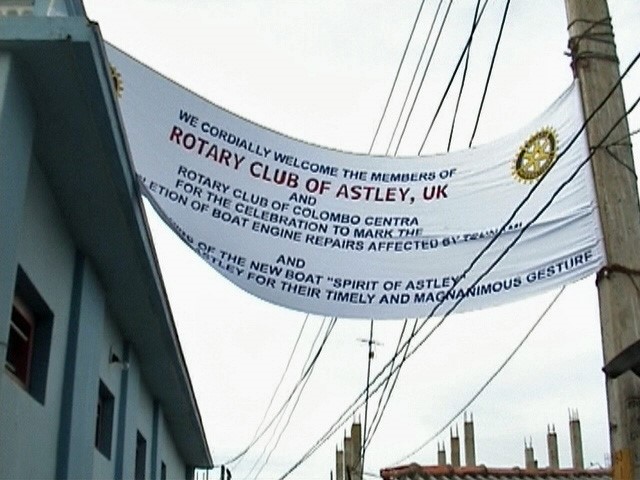 WE CORDIALLY WELCOME THE MEMBERS OF
ROTARY CLUB OF ASTLEY, UK
AND
ROTARY CLUB OF COLOMBO CENTRA
FOR THE CELEBRATION TO MARK THE
LETION OF BOAT ENGINE REPAIRS AFFECTED BY
OF THE NEW BOAT "SPIRIT OF ASTLEY"
AND
ASTLEY FOR THEIR TIMELY AND MAGNANIMOUS GESTURE